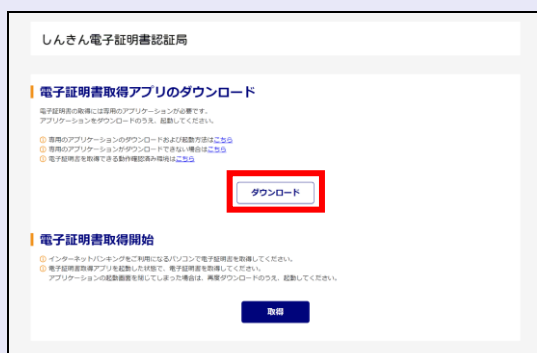 しんきん電子証明書認証局
電子証明書取得アプリのダウンロード
電子証明書の取得には専用のアプリケーションが必要です。
アプリケーションをダウンロードのうえ、起動してください。
専用のアプリケーションのダウンロードおよび起動方法はこちら
専用のアプリケーションがダウンロードできない場合はこちら
電子証明書を取得できる動作確認済み環境はこちら
ダウンロード
電子証明書取得開始
インターネットバンキングをご利用になるパソコンで電子証明書を取得してください。
電子証明書取得アプリを起動した状態で、電子証明書を取得してください。
アプリケーションの起動画面を閉じてしまった場合は、再度ダウンロードのうえ、起動してください。
取得